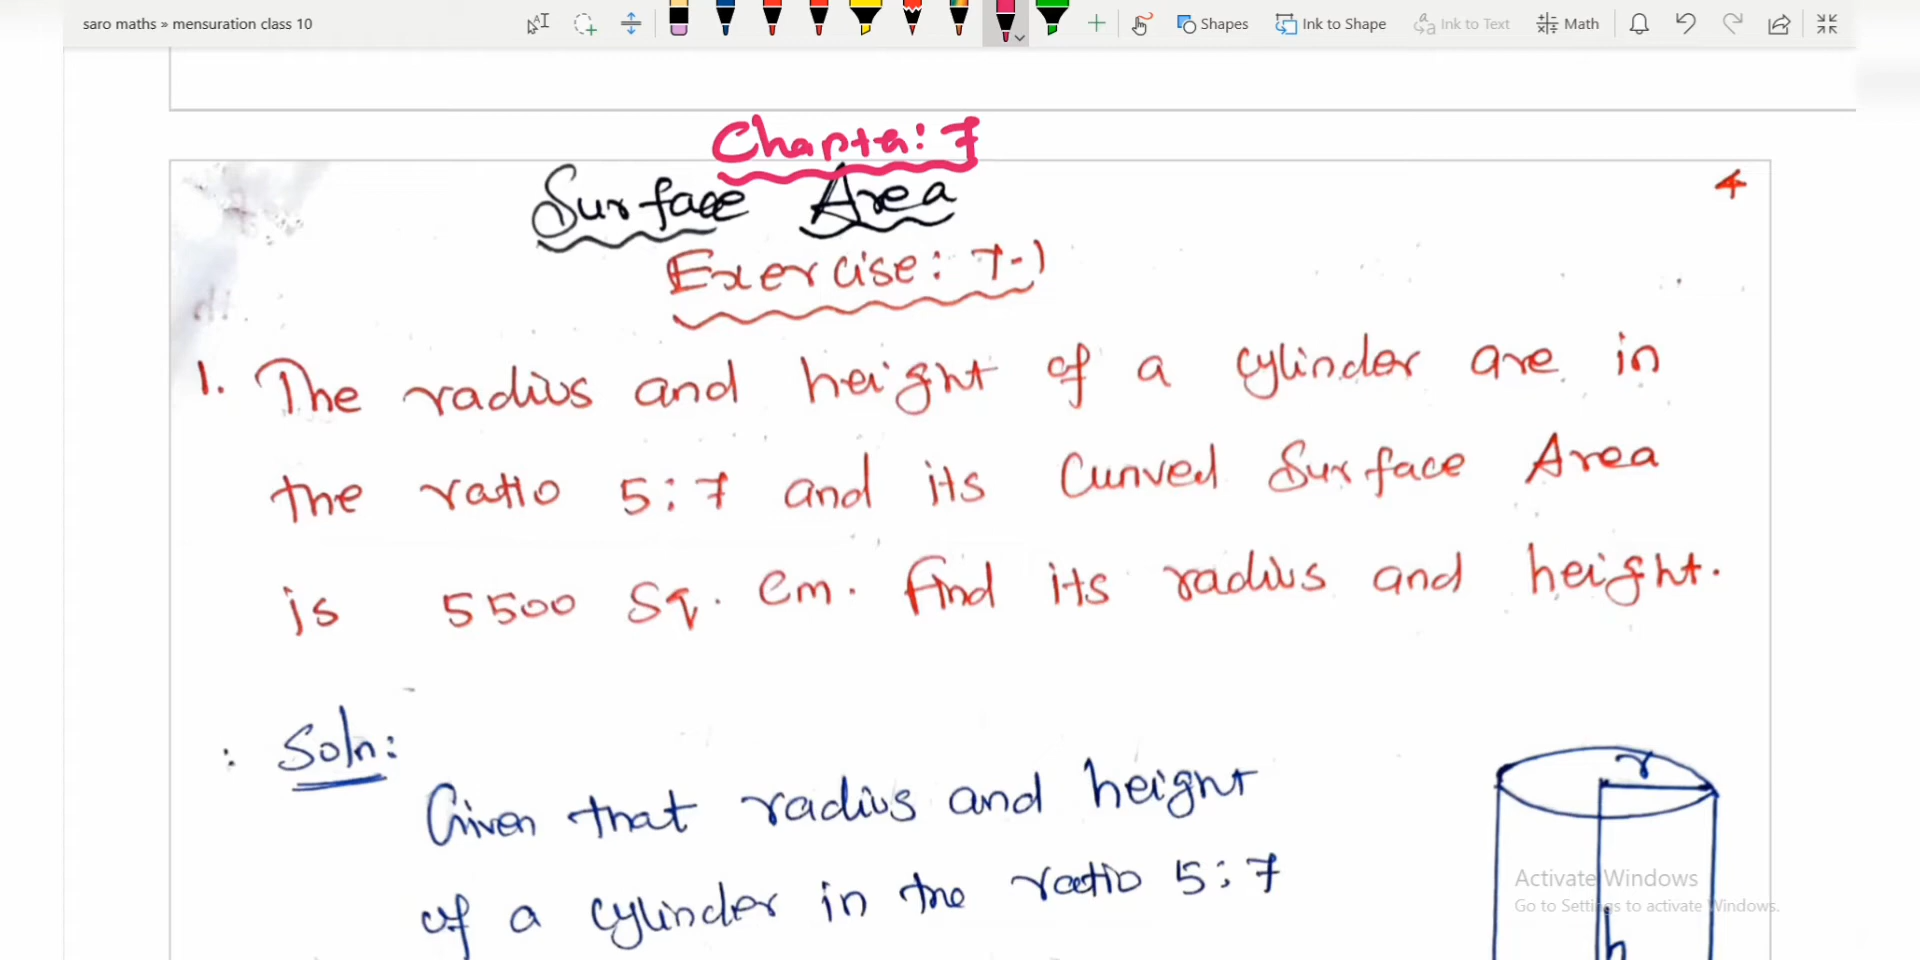 saro maths » mensuration class 10
Shapes
Ink to Shape
Ink to Text
Math
Chapter: 7
Surface Area
4
Exercise: 7.1
1. The radius and height of a cylinder are in
the ratio 5:7 and its Curved Surface Area
is 5500 Sq. Cm. Find its radius and height.
Soln:
Given that radius and height
r
of a cylinder in the ratio 5:7
h
Activate Windows
Go to Settings to activate Windows.